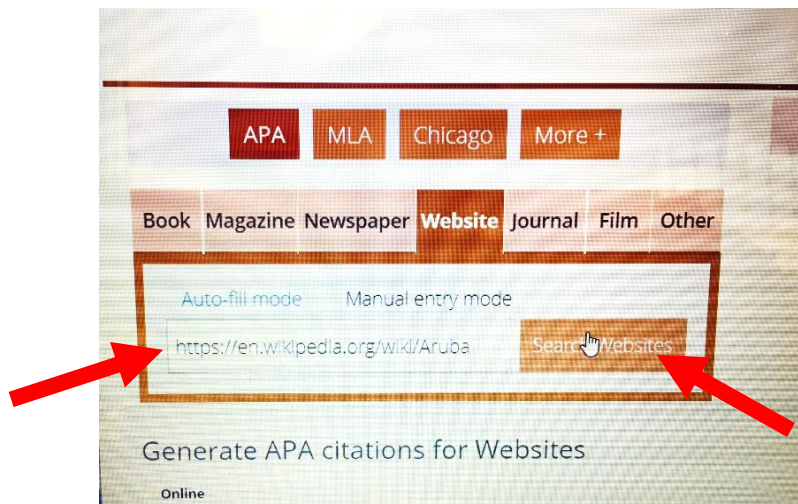 APA MLA Chicago More +
Book Magazine Newspaper Website Journal Film Other
Auto-fill mode Manual entry mode
https://en.wikipedia.org/wiki/Aruba Search Websites
Generate APA citations for Websites
Online